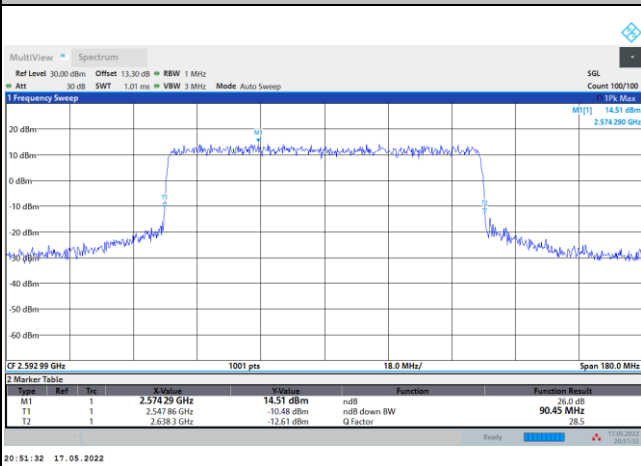 MultiView Spectrum
Ref Level 30.00 dBm Offset 13.30 dB RBW 1 MHz SGL
Att 30 dB SWT 1.01 ms VBW 3 MHz Mode Auto Sweep Count 100/100
1 Frequency Sweep 1Pk Max
M1[1] 14.51 dBm
2.574 290 GHz
20 dBm
M1
10 dBm
0 dBm
T1
T2
-10 dBm
-20 dBm
-30 dBm
-40 dBm
-50 dBm
-60 dBm
CF 2.592 99 GHz 1001 pts 18.0 MHz/ Span 180.0 MHz
2 Marker Table
Type Ref Trc X-Value Y-Value Function Function Result
M1 1 2.574 29 GHz 14.51 dBm ndB 26.0 dB
T1 1 2.547 86 GHz -10.48 dBm ndB down BW 90.45 MHz
T2 1 2.638 3 GHz -12.61 dBm Q Factor 28.5
Ready 17.05.2022
20:51:32
20:51:32 17.05.2022